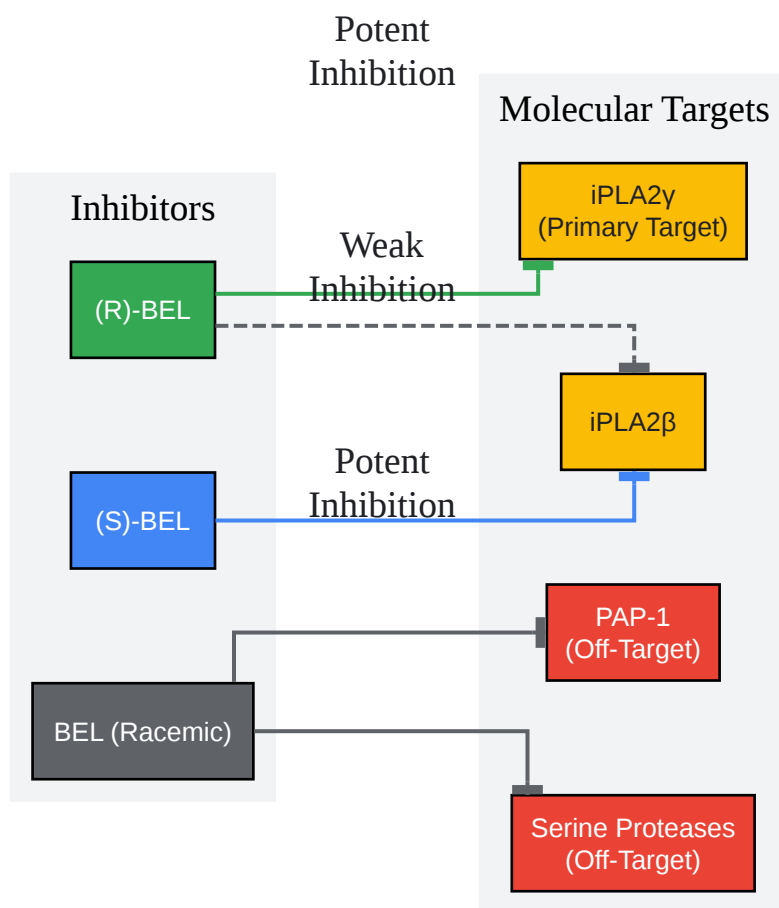 Potent
Inhibition
Molecular Targets
iPLA2γ
(Primary Target)
Inhibitors
Weak
Inhibition
(R)-BEL
iPLA2β
Potent
Inhibition
(S)-BEL
PAP-1
(Off-Target)
BEL (Racemic)
Serine Proteases
(Off-Target)